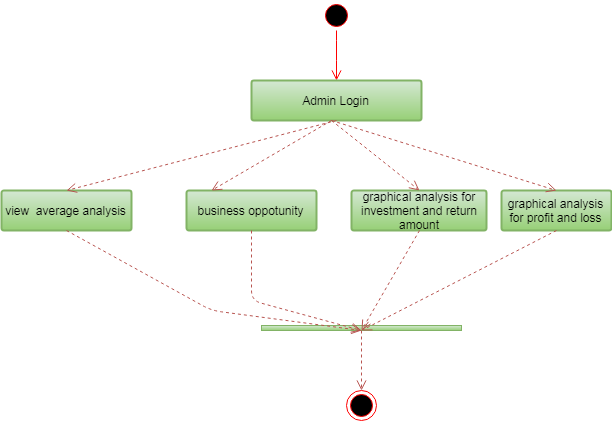 Admin Login
view  average analysis
business oppotunity
graphical analysis for
investment and return
amount
graphical analysis
for profit and loss